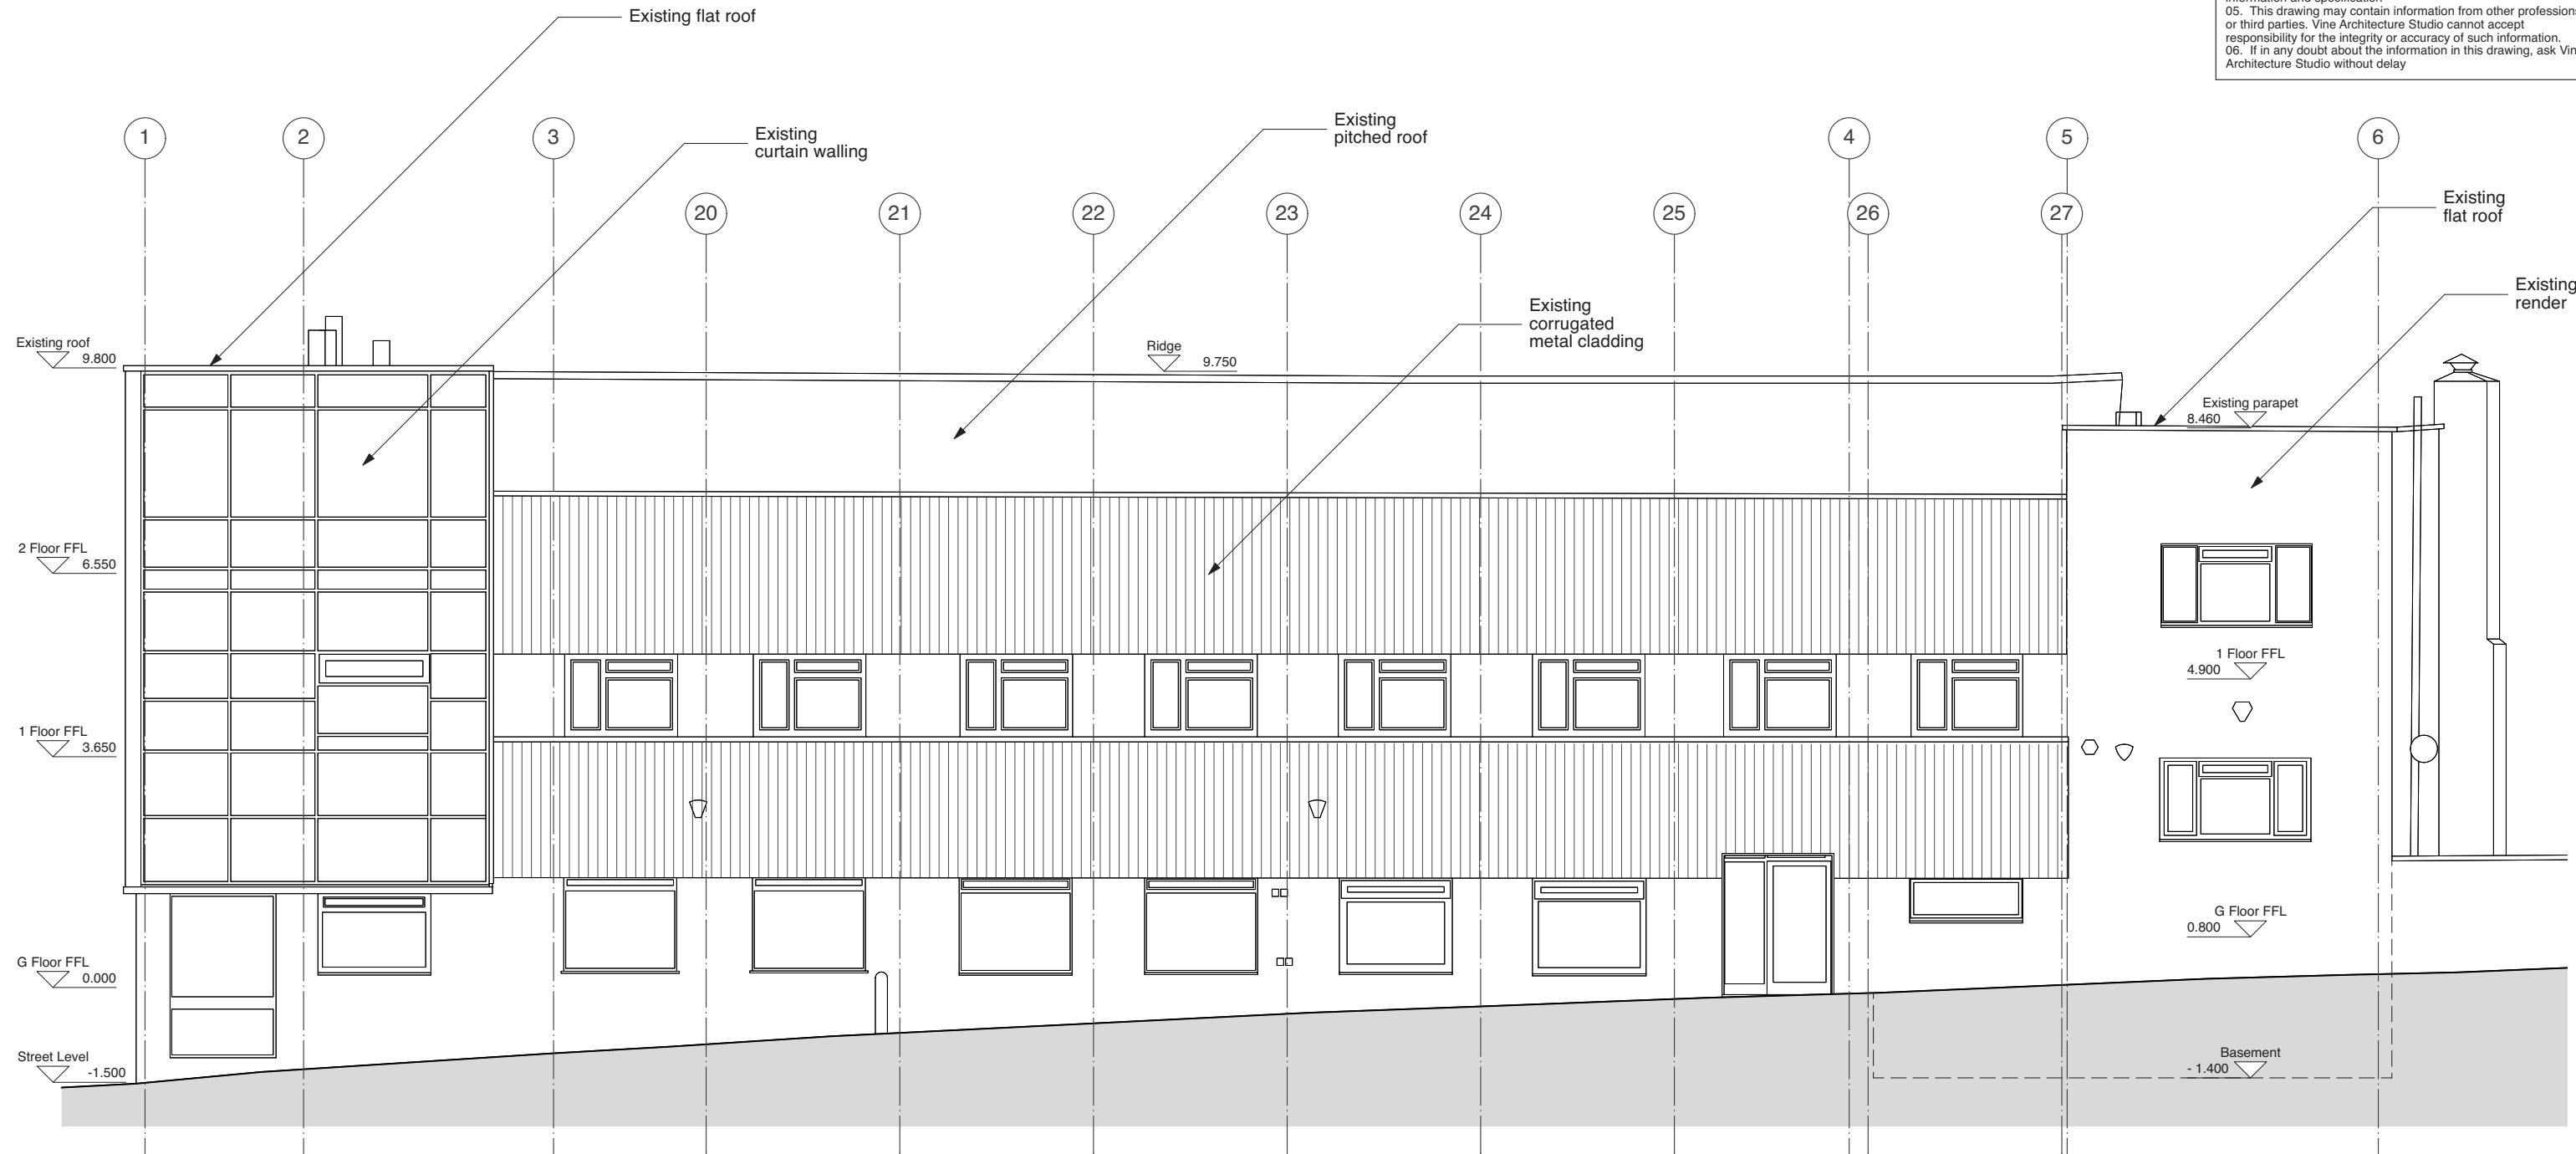 information and specification
05. This drawing may contain information from other professions
or third parties. Vine Architecture Studio cannot accept
responsibility for the integrity or accuracy of such information.
06. If in any doubt about the information in this drawing, ask Vin
Architecture Studio without delay
Existing flat roof
1
2
3
4
5
6
Existing
curtain walling
Existing
pitched roof
20
21
22
23
24
25
26
27
Existing
flat roof
Existing
render
Existing
corrugated
metal cladding
Existing roof
9.800
Ridge
9.750
Existing parapet
8.460
2 Floor FFL
6.550
1 Floor FFL
4.900
1 Floor FFL
3.650
G Floor FFL
0.800
G Floor FFL
0.000
Street Level
-1.500
Basement
- 1.400